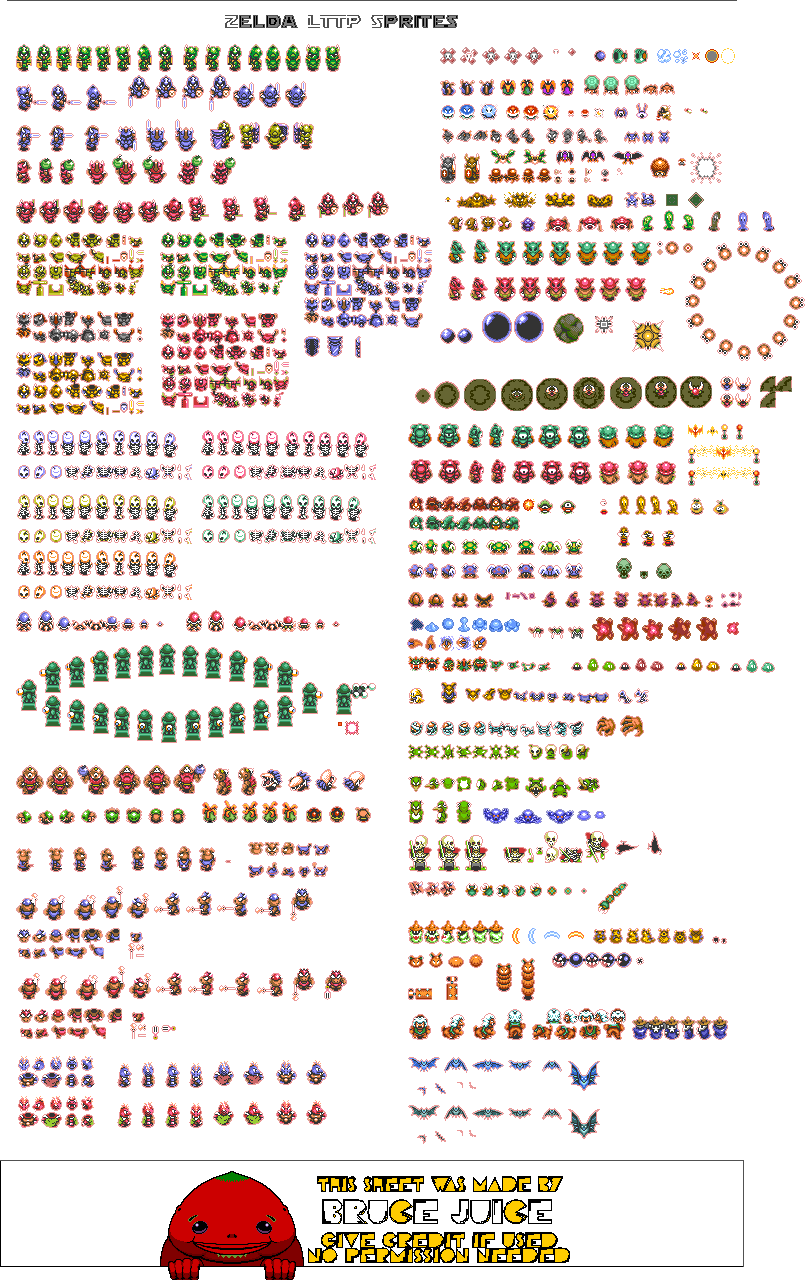 ZELDA LTTP SPRITES
THIS SHEET WAS MADE BY
BRUCE JUICE
GIVE CREDIT IF USED
NO PERMISSION NEEDED